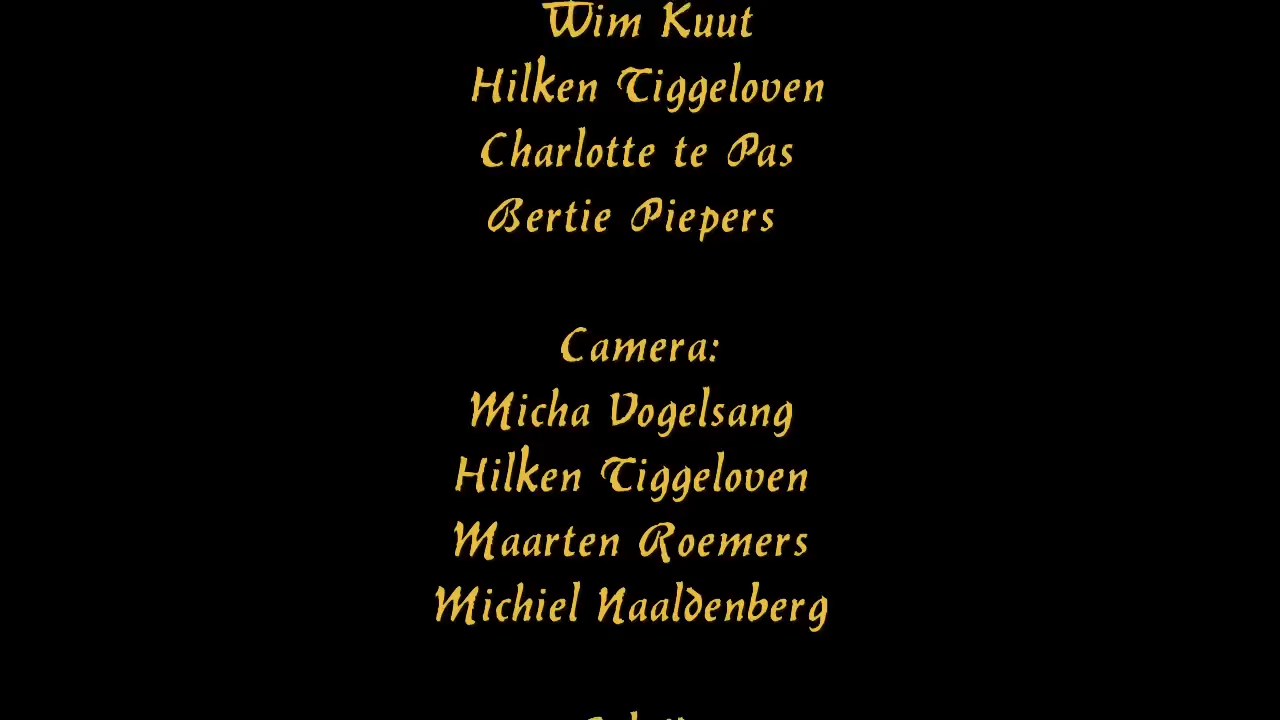 Wim Kuut
Hilken Tiggeloven
Charlotte te Pas
Bertie Piepers
Camera:
Micha Vogelsang
Hilken Tiggeloven
Maarten Roemers
Michiel Naaldenberg